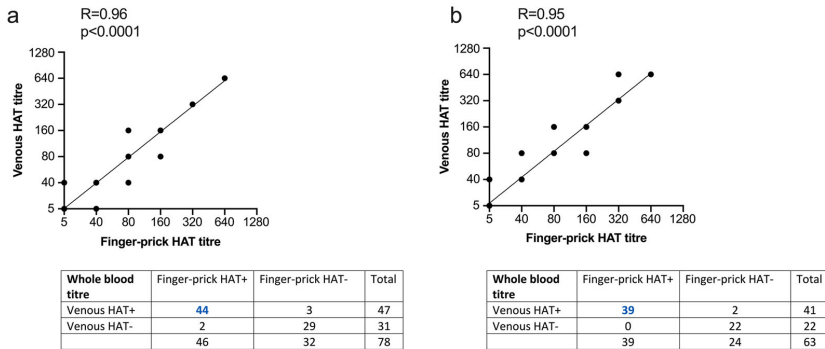 a
R=0.96
p<0.0001
1280
640
320
160
80
40
5
Venous HAT titre
5 40 80 160 320 640 1280
Finger-prick HAT titre
Whole blood titre Finger-prick HAT+ Finger-prick HAT- Total
Venous HAT+ 44 3 47
Venous HAT- 2 29 31
46 32 78
b
R=0.95
p<0.0001
1280
640
320
160
80
40
5
Venous HAT titre
5 40 80 160 320 640 1280
Finger-prick HAT titre
Whole blood titre Finger-prick HAT+ Finger-prick HAT- Total
Venous HAT+ 39 2 41
Venous HAT- 0 22 22
39 24 63